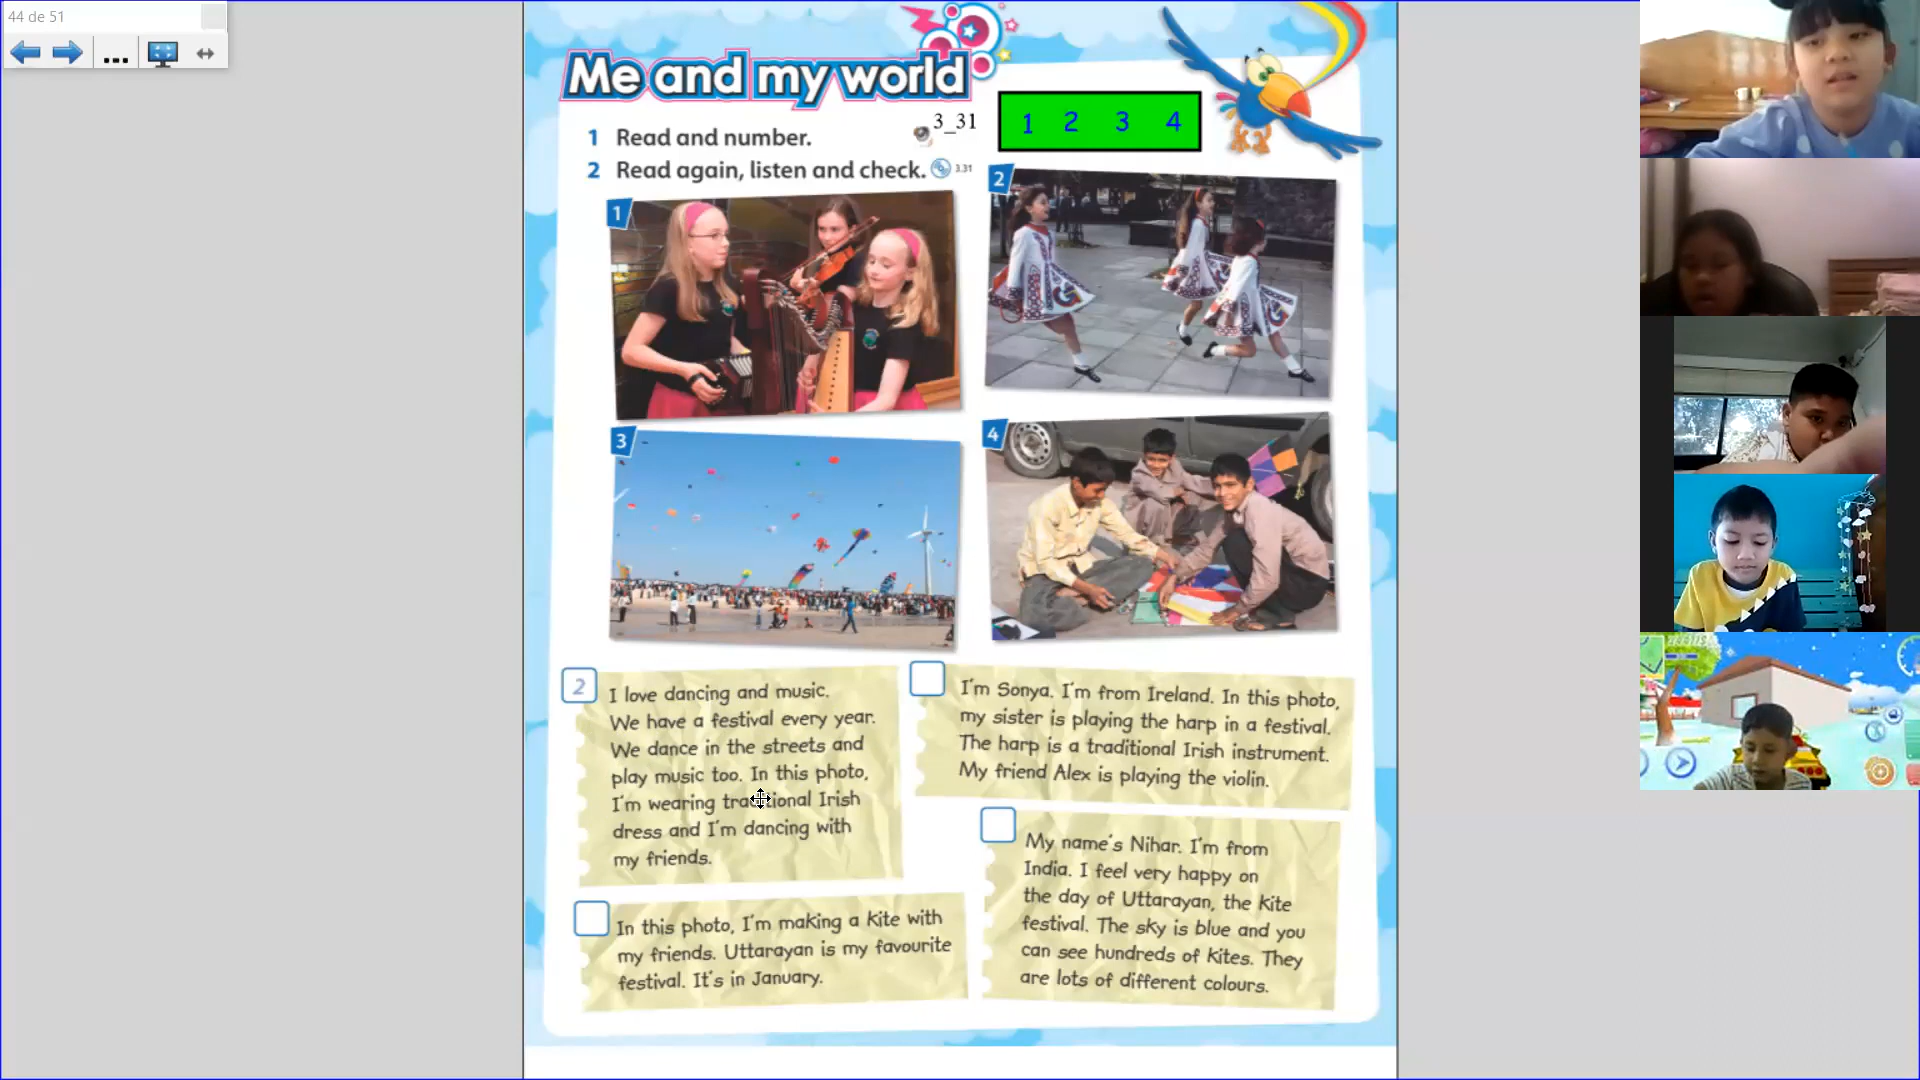 44 de 51
...
Me and my world
3_31
1 2 3 4
1 Read and number.
2 Read again, listen and check. 3.31
1
2
3
4
2
I love dancing and music.
We have a festival every year.
We dance in the streets and
play music too. In this photo,
I'm wearing traditional Irish
dress and I'm dancing with
my friends.
I'm Sonya. I'm from Ireland. In this photo,
my sister is playing the harp in a festival.
The harp is a traditional Irish instrument.
My friend Alex is playing the violin.
In this photo, I'm making a kite with
my friends. Uttarayan is my favourite
festival. It's in January.
My name's Nihar. I'm from
India. I feel very happy on
the day of Uttarayan, the kite
festival. The sky is blue and you
can see hundreds of kites. They
are lots of different colours.